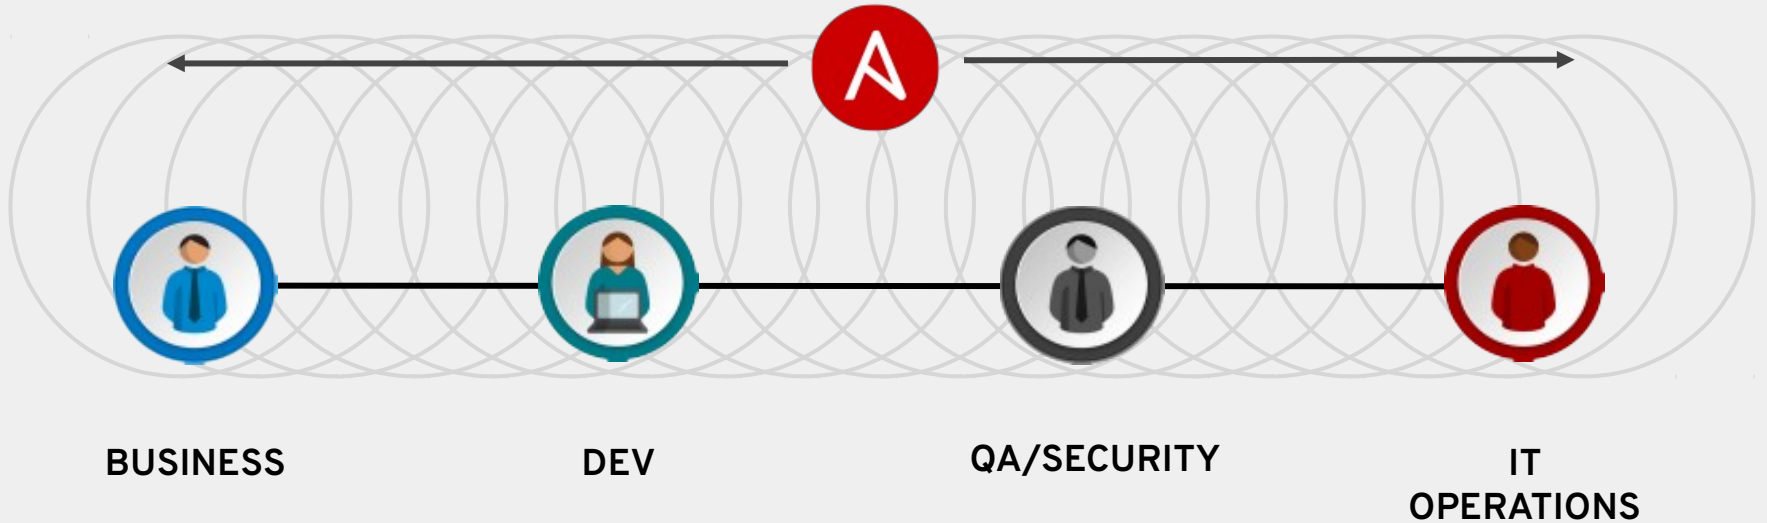 BUSINESS
DEV
QA/SECURITY
IT
OPERATIONS